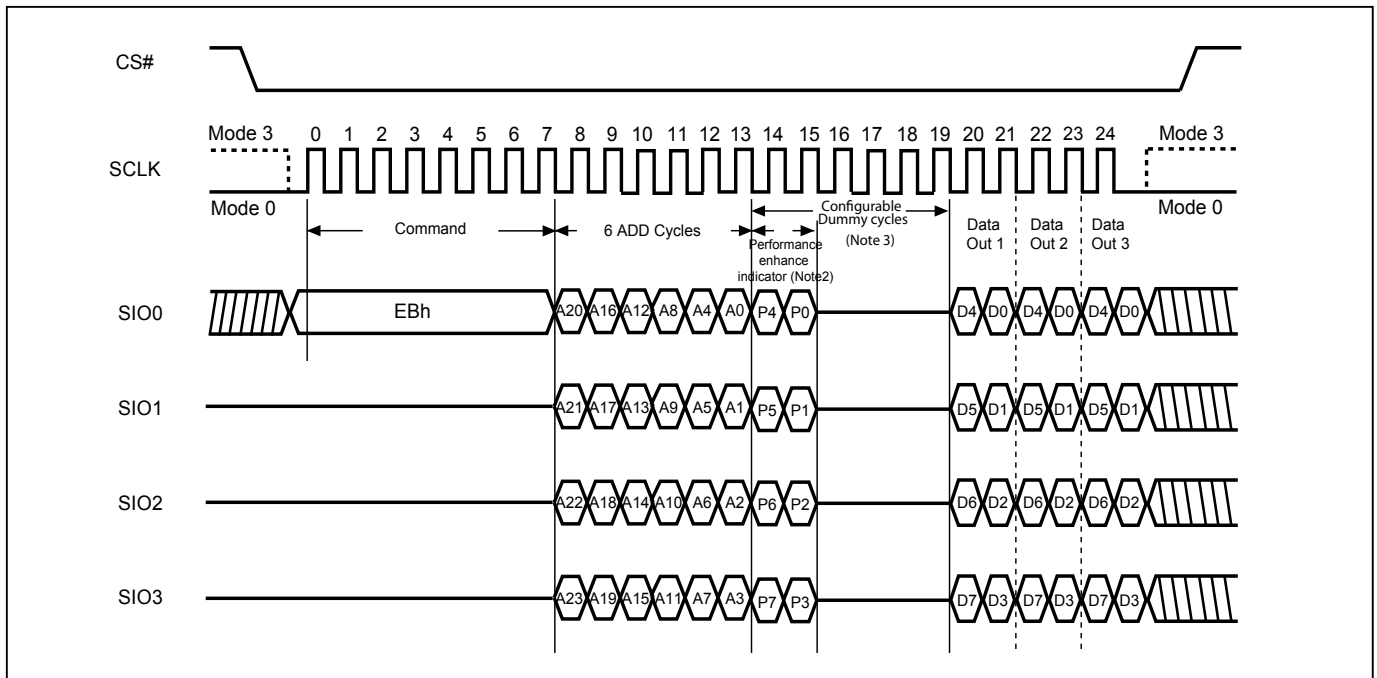 CS#
Mode 3 0 1 2 3 4 5 6 7 8 9 10 11 12 13 14 15 16 17 18 19 20 21 22 23 24 Mode 3
SCLK
Mode 0 Mode 0
Command
6 ADD Cycles
Configurable
Dummy cycles
(Note 3)
Performance
enhance
indicator (Note2)
Data
Out 1
Data
Out 2
Data
Out 3
SIO0 EBh A20 A16 A12 A8 A4 A0 P4 P0 D4 D0 D4 D0 D4 D0
SIO1 A21 A17 A13 A9 A5 A1 P5 P1 D5 D1 D5 D1 D5 D1
SIO2 A22 A18 A14 A10 A6 A2 P6 P2 D6 D2 D6 D2 D6 D2
SIO3 A23 A19 A15 A11 A7 A3 P7 P3 D7 D3 D7 D3 D7 D3